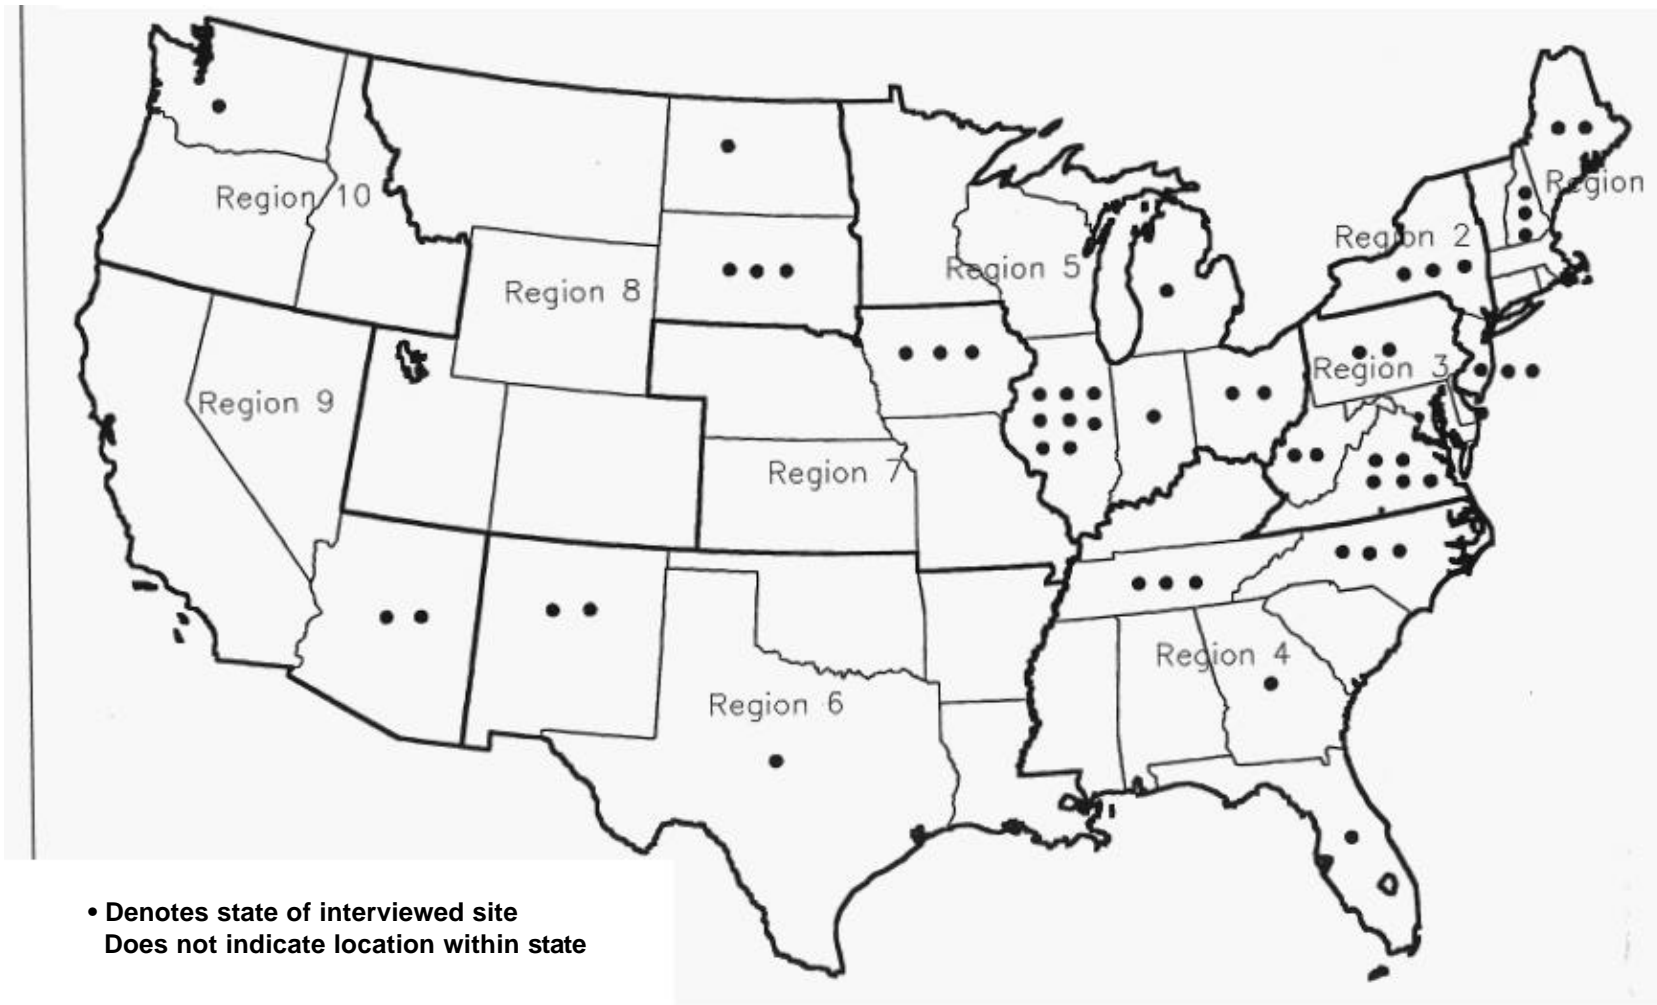 Region 10
Region
Region 2
Region 5
Region 8
Region 3
Region 9
Region 7
Region 4
Region 6
• Denotes state of interviewed site
Does not indicate location within state